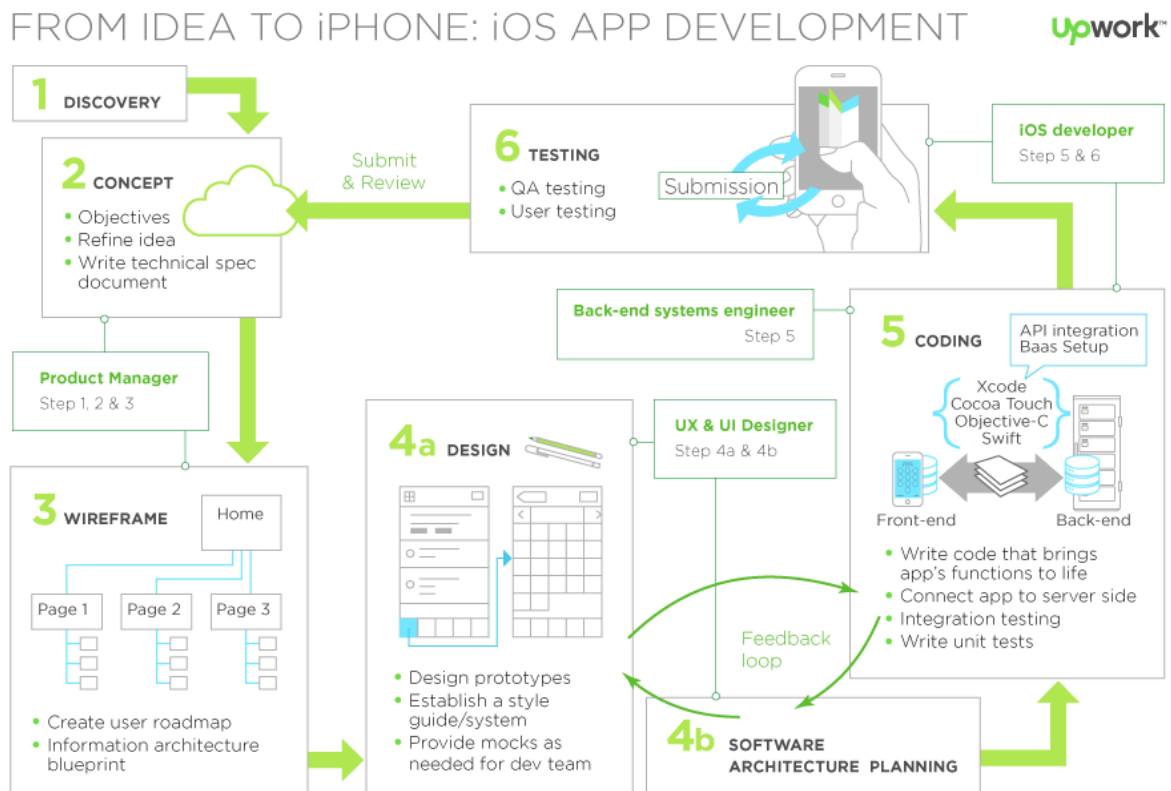 FROM IDEA TO iPHONE: iOS APP DEVELOPMENT
Upwork™
1 DISCOVERY
2 CONCEPT
• Objectives
• Refine idea
• Write technical spec
document
Submit
& Review
6 TESTING
• QA testing
• User testing
Submission
iOS developer
Step 5 & 6
Product Manager
Step 1, 2 & 3
Back-end systems engineer
Step 5
5 CODING
API integration
Baas Setup
Xcode
Cocoa Touch
Objective-C
Swift
Front-end
Back-end
• Write code that brings
app's functions to life
• Connect app to server side
• Integration testing
• Write unit tests
3 WIREFRAME
Home
Page 1
Page 2
Page 3
• Create user roadmap
• Information architecture
blueprint
4a DESIGN
• Design prototypes
• Establish a style
guide/system
• Provide mocks as
needed for dev team
UX & UI Designer
Step 4a & 4b
Feedback
loop
4b SOFTWARE
ARCHITECTURE PLANNING